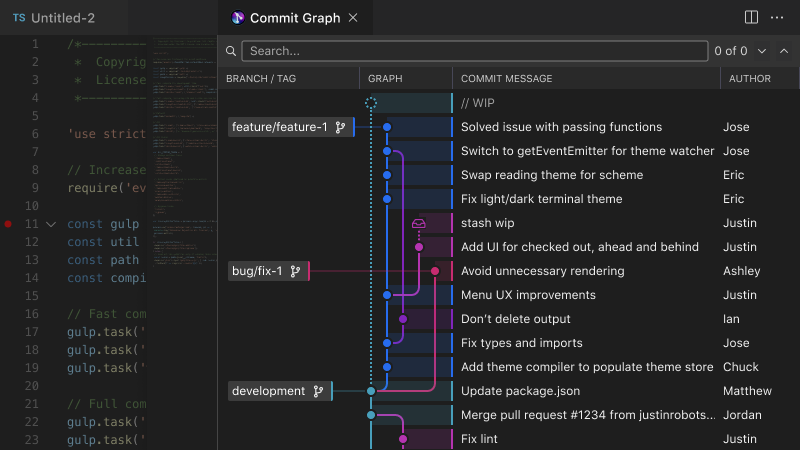 TS Untitled-2
Commit Graph
Search...
0 of 0
BRANCH / TAG GRAPH COMMIT MESSAGE AUTHOR
// WIP
feature/feature-1 Solved issue with passing functions Jose
Switch to getEventEmitter for theme watcher Jose
Swap reading theme for scheme Eric
Fix light/dark terminal theme Eric
stash wip Justin
Add UI for checked out, ahead and behind Justin
bug/fix-1 Avoid unnecessary rendering Ashley
Menu UX improvements Justin
Don't delete output Ian
Fix types and imports Jose
Add theme compiler to populate theme store Chuck
development Update package.json Matthew
Merge pull request #1234 from justinrobots... Jordan
Fix lint Justin
1 /*----------
2 * Copyrig
3 * License
4 *----------
5
6 'use strict
7
8 // Increase
9 require('ev
10
11 const gulp
12 const util
13 const path
14 const compi
15
16 // Fast com
17 gulp.task('
18 gulp.task('
19 gulp.task('
20
21 // Full com
22 gulp.task('
23 gulp.task('